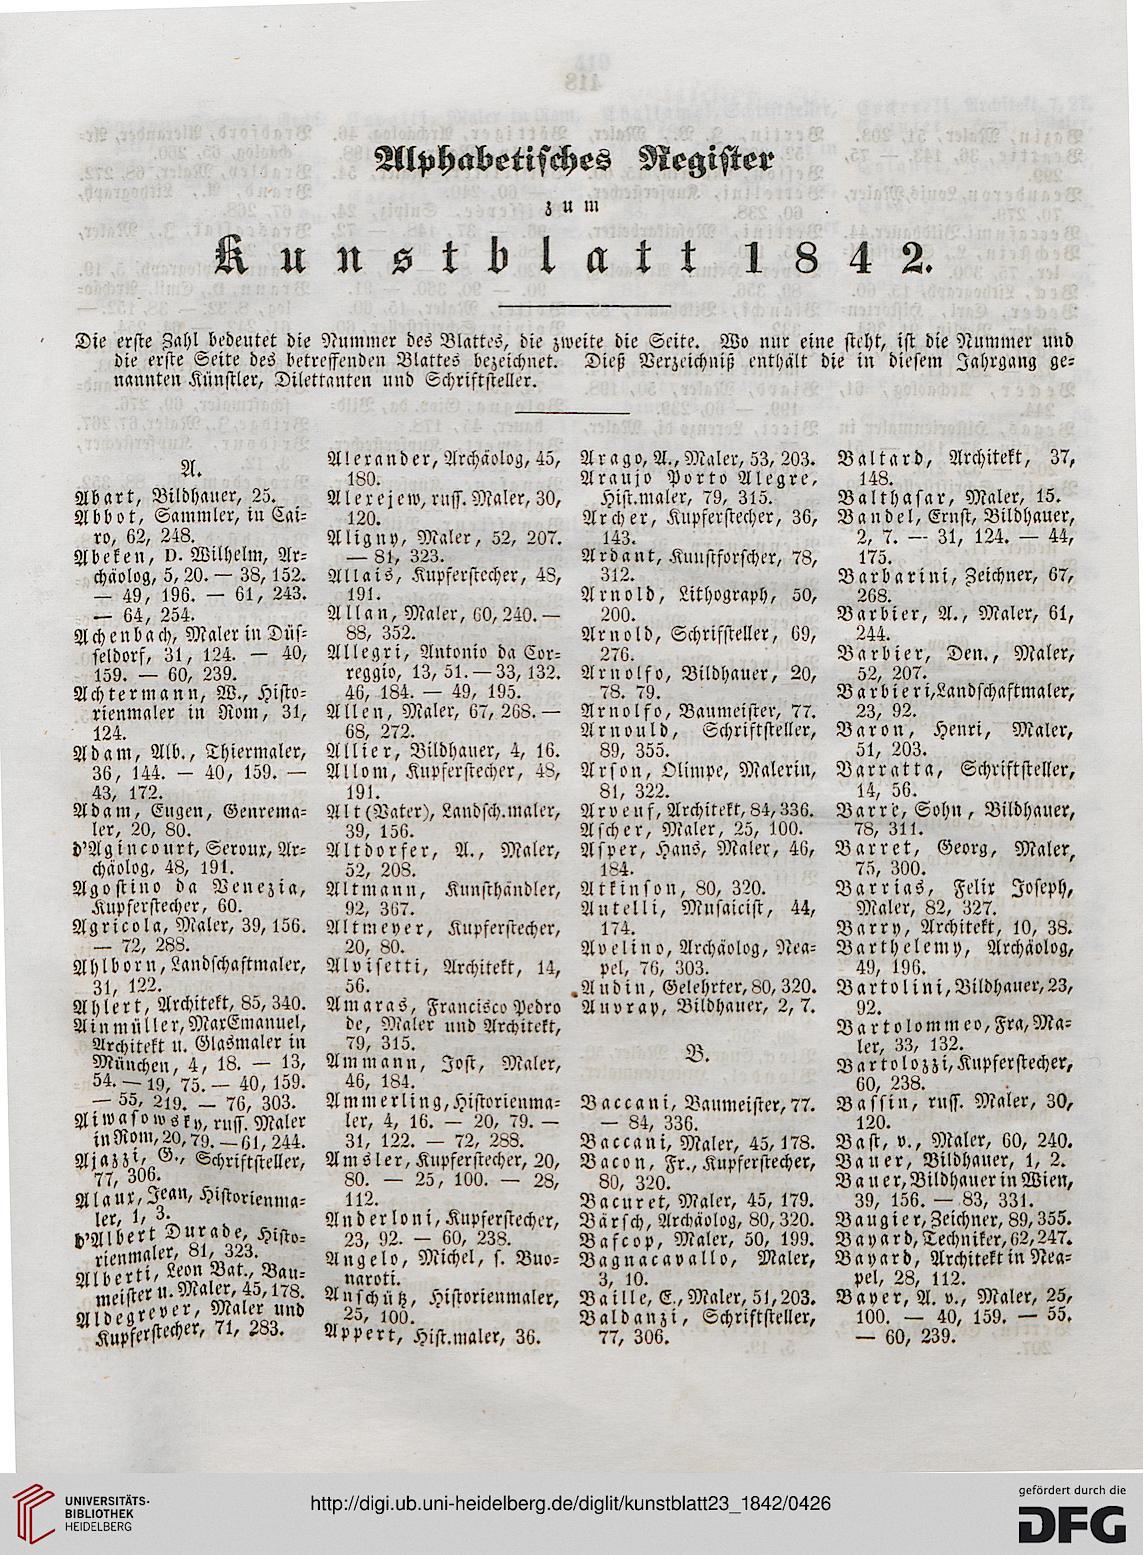 Alphabetisches Register
zum
Kunstblatt 1842.
Die erste Zahl bedeutet die Nummer des Blattes, die zweite die Seite. Wo nur eine steht, ist die Nummer und
die erste Seite des betreffenden Blattes bezeichnet. Dieß Verzeichniß enthält die in diesem Jahrgang ge-
nannten Künstler, Dilettanten und Schriftsteller.
A.
Abart, Bildhauer, 25.
Abbot, Sammler, in Cai-
ro, 62, 248.
Abeken, D. Wilhelm, Ar-
chäolog, 5, 20. — 38, 152.
— 49, 196. — 61, 243.
— 64, 254.
Achenbach, Maler in Düs-
seldorf, 31, 124. — 40,
159. — 60, 239.
Achtermann, W., Histo-
rienmaler in Rom, 31,
124.
Adam, Alb., Thiermaler,
36, 144. — 40, 159. —
43, 172.
Adam, Eugen, Genrema-
ler, 20, 80.
d'Agincourt, Seroux, Ar-
chäolog, 48, 191.
Agostino da Venezia,
Kupferstecher, 60.
Agricola, Maler, 39, 156.
— 72, 288.
Ahlborn, Landschaftmaler,
31, 122.
Ahlert, Architekt, 85, 340.
Ainmüller, Max Emanuel,
Architekt u. Glasmaler in
München, 4, 18. — 13,
54. — 19, 75. — 40, 159.
— 55, 219. — 76, 303.
Aiwasowsky, russ. Maler
in Rom, 20, 79. — 61, 244.
Ajazzi, G., Schriftsteller,
77, 306.
Alaux, Jean, Historienma-
ler, 1, 3.
d'Albert Durade, Histo-
rienmaler, 81, 323.
Alberti, Leon Bat., Bau-
meister u. Maler, 45, 178.
Aldegrever, Maler und
Kupferstecher, 71, 283.
Alexander, Archäolog, 45,
180.
Alexejew, russ. Maler, 30,
120.
Aligny, Maler, 52, 207.
— 81, 323.
Allais, Kupferstecher, 48,
191.
Allan, Maler, 60, 240. —
88, 352.
Allegri, Antonio da Cor-
reggio, 13, 51. — 33, 132.
46, 184. — 49, 195.
Allen, Maler, 67, 268. —
68, 272.
Allier, Bildhauer, 4, 16.
Allom, Kupferstecher, 48,
191.
Alt (Vater), Landsch.maler,
39, 156.
Altdorfer, A., Maler,
52, 208.
Altmann, Kunsthändler,
92, 367.
Altmeyer, Kupferstecher,
20, 80.
Alvisetti, Architekt, 14,
56.
Amaras, Francisco Pedro
de, Maler und Architekt,
79, 315.
Ammann, Jost, Maler,
46, 184.
Ammerling, Historienma-
ler, 4, 16. — 20, 79. —
31, 122. — 72, 288.
Amsler, Kupferstecher, 20,
80. — 25, 100. — 28,
112.
Anderloni, Kupferstecher,
23, 92. — 60, 238.
Angelo, Michel, s. Buo-
naroti.
Anschütz, Historienmaler,
25, 100.
Appert, Hist.maler, 36.
Arago, A., Maler, 53, 203.
Araujo Porto Alegre,
Hist.maler, 79, 315.
Archer, Kupferstecher, 36,
143.
Ardant, Kunstforscher, 78,
312.
Arnold, Lithograph, 50,
200.
Arnold, Schrifsteller, 69,
276.
Arnolfo, Bildhauer, 20,
78. 79.
Arnolfo, Baumeister, 77.
Arnould, Schriftsteller,
89, 355.
Arson, Olimpe, Malerin,
81, 322.
Arveuf, Architekt, 84, 336.
Ascher, Maler, 25, 100.
Asper, Hans, Maler, 46,
184.
Atkinson, 80, 320.
Autelli, Musaicist, 44,
174.
Avelino, Archäolog, Nea-
pel, 76, 303.
Audin, Gelehrter, 80, 320.
Auvray, Bildhauer, 2, 7.
B.
Baccani, Baumeister, 77.
— 84, 336.
Baccani, Maler, 45, 178.
Bacon, Fr., Kupferstecher,
80, 320.
Bacuret, Maler, 45, 179.
Bärsch, Archäolog, 80, 320.
Bafcop, Maler, 50, 199.
Bagnacavallo, Maler,
3, 10.
Baille, E., Maler, 51, 203.
Baldanzi, Schriftsteller,
77, 306.
Baltard, Architekt, 37,
148.
Balthasar, Maler, 15.
Bandel, Ernst, Bildhauer,
2, 7. — 31, 124. — 44,
175.
Barbarini, Zeichner, 67,
268.
Barbier, A., Maler, 61,
244.
Barbier, Den., Maler,
52, 207.
Barbieri, Landschaftmaler,
23, 92.
Baron, Henri, Maler,
51, 203.
Barratta, Schriftsteller,
14, 56.
Barre, Sohn, Bildhauer,
78, 311.
Barret, Georg, Maler,
75, 300.
Barrias, Felix Joseph,
Maler, 82, 327.
Barry, Architekt, 10, 38.
Barthelemy, Archäolog,
49, 196.
Bartolini, Bildhauer, 23,
92.
Bartolommeo, Fra, Ma-
ler, 33, 132.
Bartolozzi, Kupferstecher,
60, 238.
Bassin, russ. Maler, 30,
120.
Bast, v., Maler, 60, 240.
Bauer, Bildhauer, 1, 2.
Bauer, Bildhauer in Wien,
39, 156. — 83, 331.
Baugier, Zeichner, 89, 355.
Bayard, Techniker, 62, 247.
Bayard, Architekt in Nea-
pel, 28, 112.
Bayer, A. v., Maler, 25,
100. — 40, 159. — 55.
— 60, 239.
UNIVERSITÄTS-
BIBLIOTHEK
HEIDELBERG
http://digi.ub.uni-heidelberg.de/diglit/kunstblatt23_1842/0426
gefördert durch die
DFG